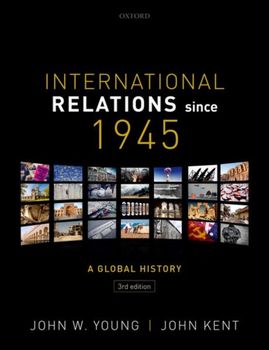 OXFORD
INTERNATIONAL
RELATIONS since
1945
A GLOBAL HISTORY
3rd edition
JOHN W. YOUNG | JOHN KENT